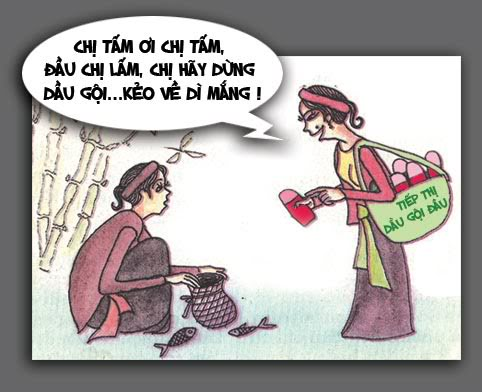 CHỊ TẤM ƠI CHỊ TẤM,
ĐẦU CHỊ LẤM, CHỊ HÃY DÙNG
DẦU GỘI...KẺO VỀ DÌ MẮNG !
TIẾP THỊ
DẦU GỘI ĐẦU